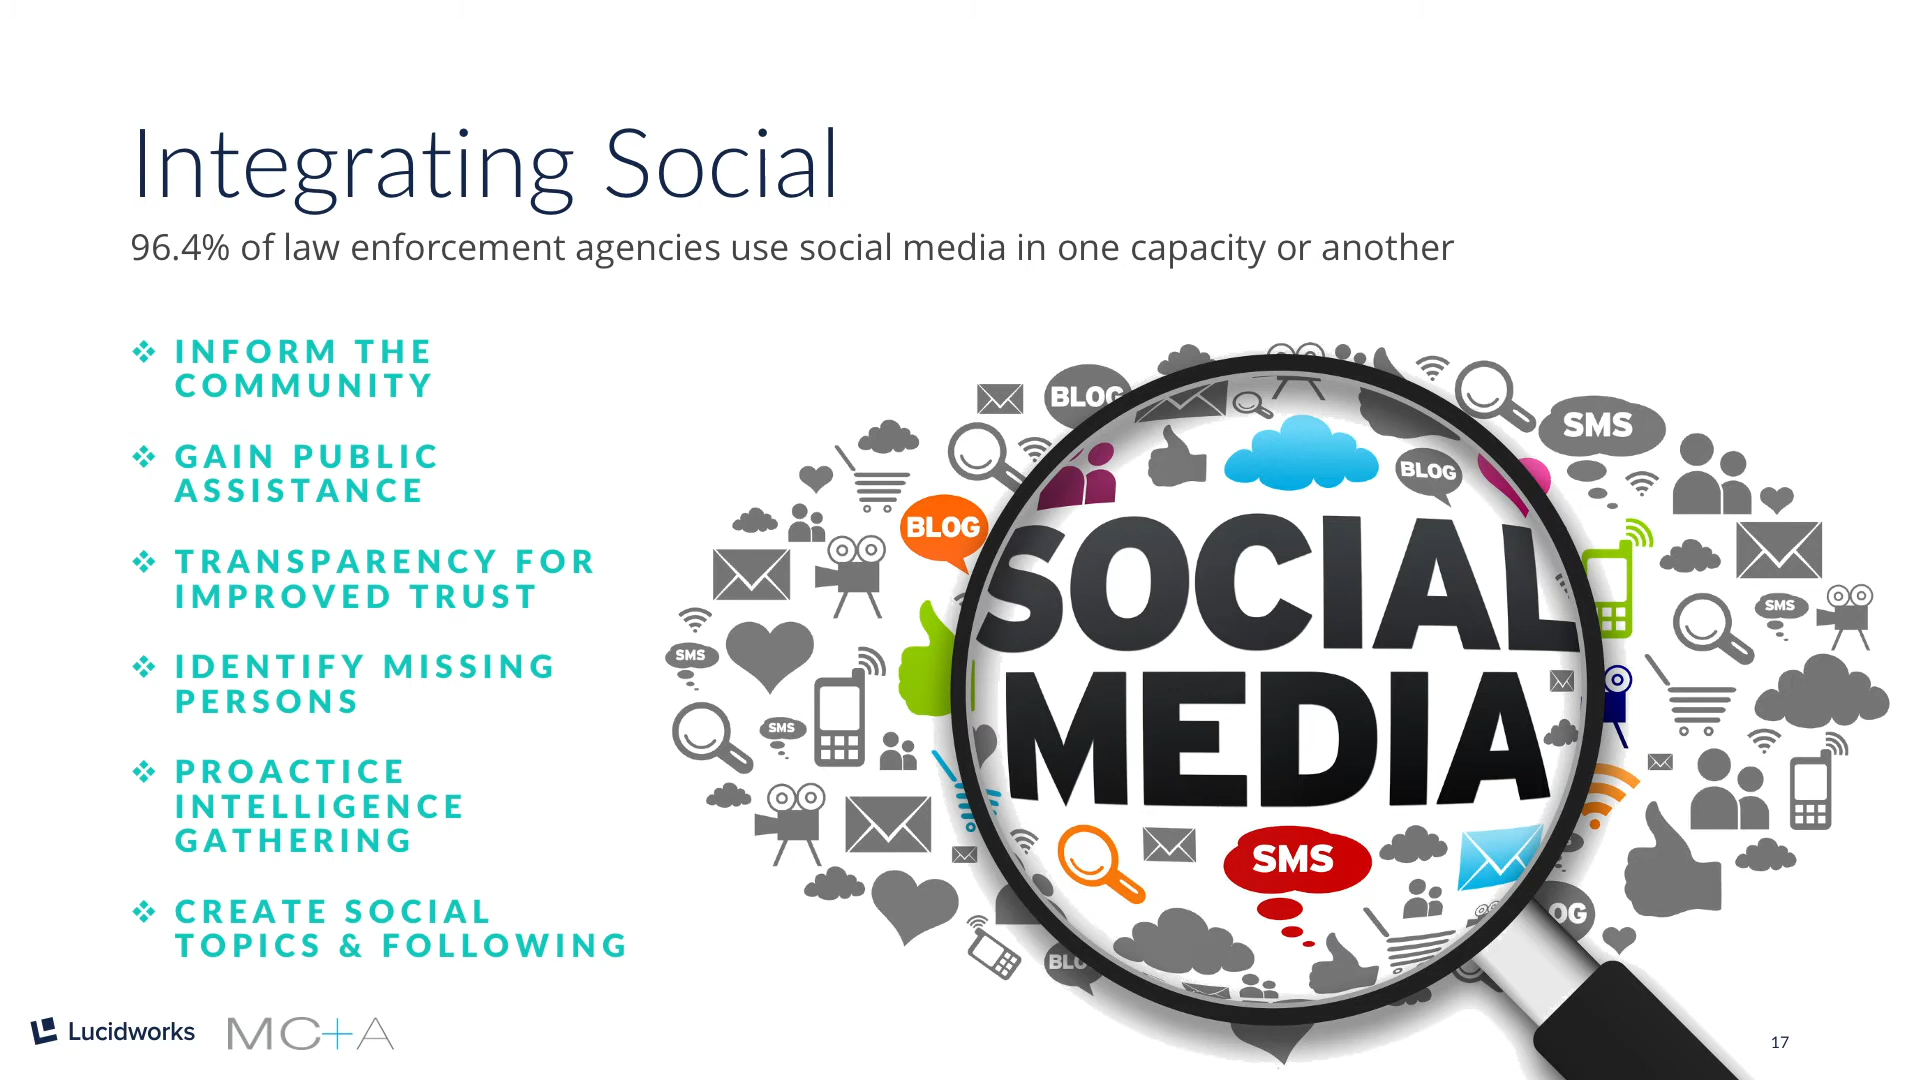 Integrating Social
96.4% of law enforcement agencies use social media in one capacity or another
❖ INFORM THE
COMMUNITY
❖ GAIN PUBLIC
ASSISTANCE
❖ TRANSPARENCY FOR
IMPROVED TRUST
❖ IDENTIFY MISSING
PERSONS
❖ PROACTICE
INTELLIGENCE
GATHERING
❖ CREATE SOCIAL
TOPICS & FOLLOWING
BLOG
SMS
BLOG
BLOG
SOCIAL
MEDIA
SMS
SMS
SMS
SMS
OG
BLO
Lucidworks
MC+A
17